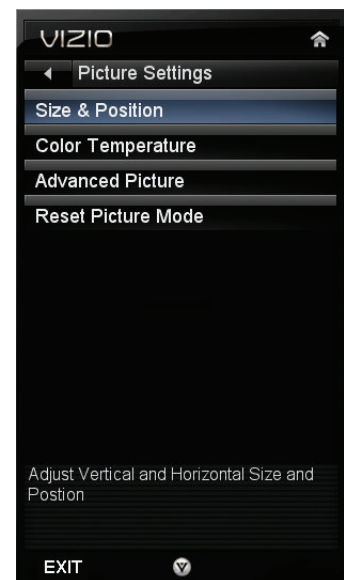 VIZIO
Picture Settings
Size & Position
Color Temperature
Advanced Picture
Reset Picture Mode
Adjust Vertical and Horizontal Size and
Postion
EXIT